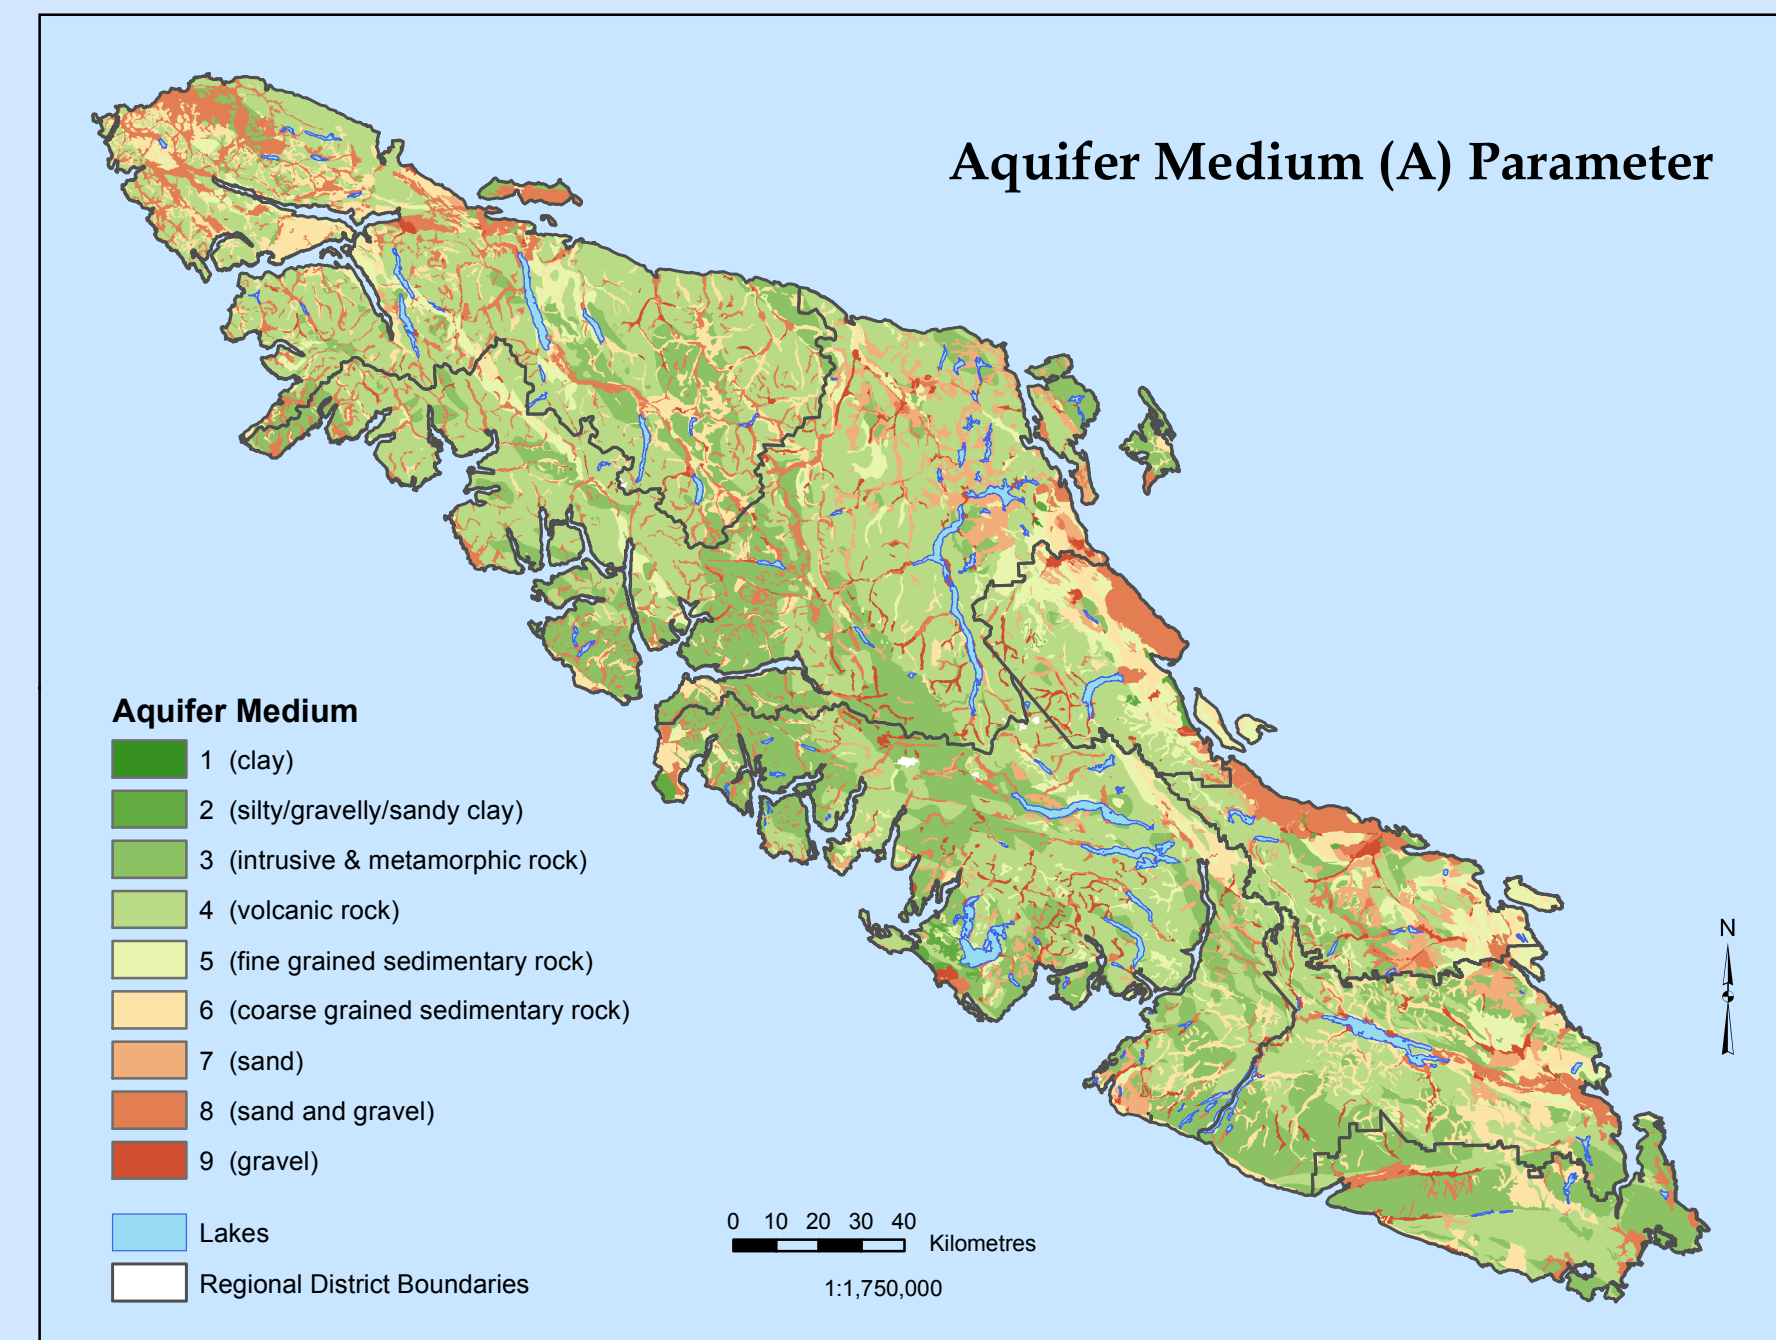 Aquifer Medium (A) Parameter
Aquifer Medium
1 (clay)
2 (silty/gravelly/sandy clay)
3 (intrusive & metamorphic rock)
4 (volcanic rock)
5 (fine grained sedimentary rock)
6 (coarse grained sedimentary rock)
7 (sand)
8 (sand and gravel)
9 (gravel)
Lakes
Regional District Boundaries
0 10 20 30 40
Kilometres
1:1,750,000
N